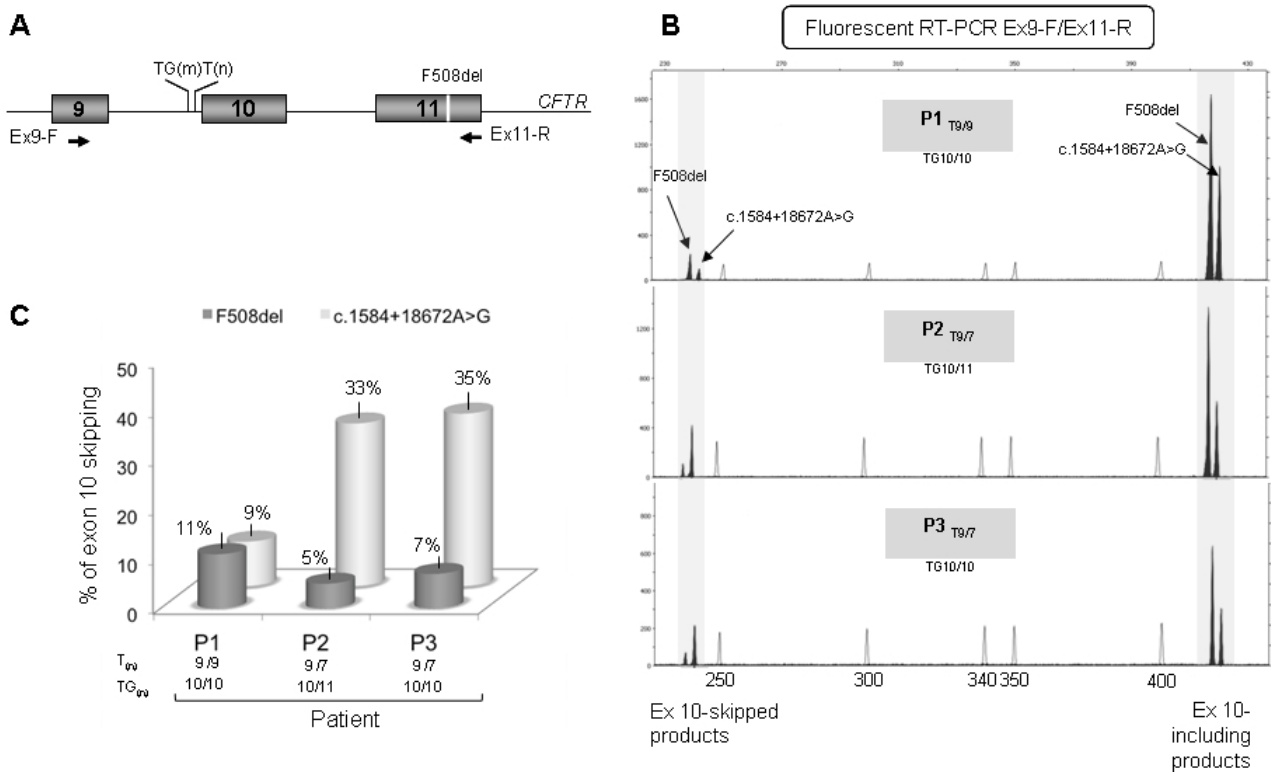 A
TG(m)T(n)
F508del
9
10
11
CFTR
Ex9-F
Ex11-R
B
Fluorescent RT-PCR Ex9-F/Ex11-R
230 270 310 350 390 430
1600
1200
800
400
0
P1 T9/9
TG10/10
F508del
c.1584+18672A>G
F508del
c.1584+18672A>G
1200
800
400
0
P2 T9/7
TG10/11
800
600
400
200
0
P3 T9/7
TG10/10
250 300 340 350 400
Ex 10-skipped
products
Ex 10-
including
products
C
F508del c.1584+18672A>G
% of exon 10 skipping
50
40
30
20
10
0
11%
9%
5%
33%
7%
35%
P1 P2 P3
T(n) 9/9 9/7 9/7
TG(n) 10/10 10/11 10/10
Patient